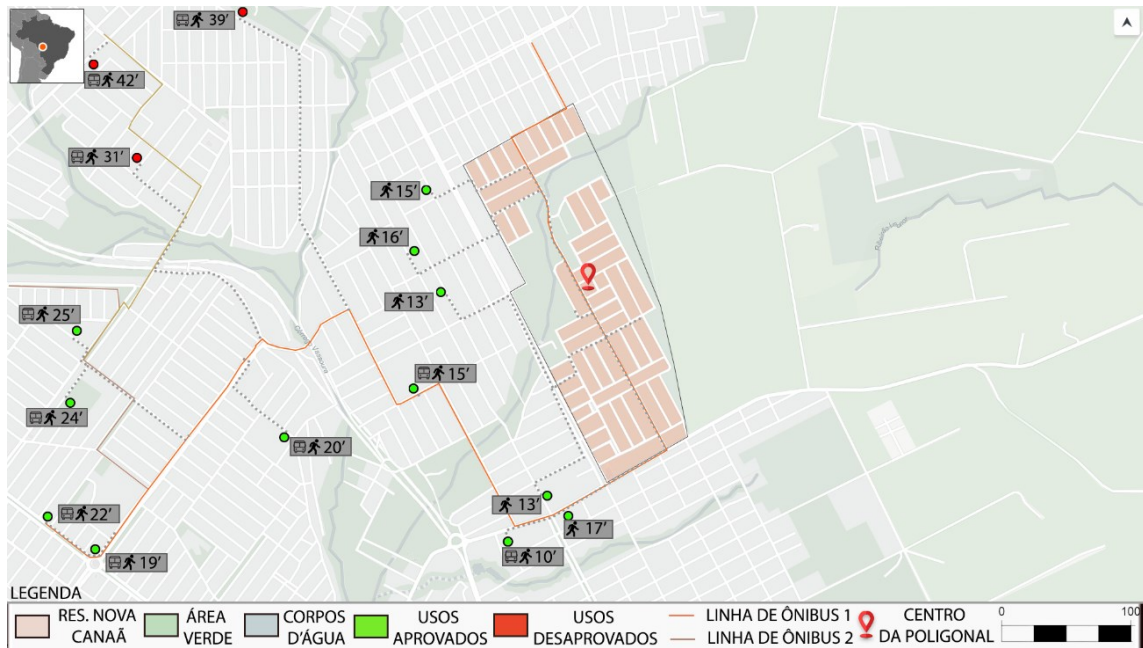 39'
42'
31'
15'
16'
13'
25'
15'
24'
20'
13'
22'
17'
10'
19'
LEGENDA
RES. NOVA CANAÃ
ÁREA VERDE
CORPOS D'ÁGUA
USOS APROVADOS
USOS DESAPROVADOS
LINHA DE ÔNIBUS 1
LINHA DE ÔNIBUS 2
CENTRO DA POLIGONAL
0
100